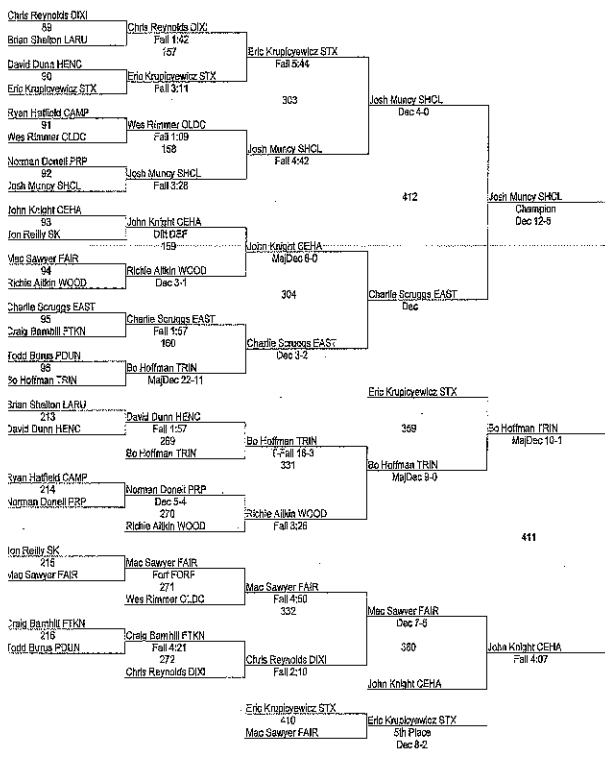 Chris Reynolds DIXI
89
Brian Shelton LARU
Chris Reynolds DIXI
Fall 1:42
157
David Dunn HENC
90
Eric Krupicyewicz STX
Eric Krupicyewicz STX
Fall 3:11
Eric Krupicyewicz STX
Fall 5:44
303
Ryan Hatfield CAMP
91
Wes Rimmer OLDC
Wes Rimmer OLDC
Fall 1:09
158
Norman Donell PRP
92
Josh Muncy SHCL
Josh Muncy SHCL
Fall 3:28
Josh Muncy SHCL
Fall 4:42
Josh Muncy SHCL
Dec 4-0
412
John Knight CEHA
93
Jon Reilly SK
John Knight CEHA
Dflt DEF
159
Mac Sawyer FAIR
94
Richie Aitkin WOOD
Richie Aitkin WOOD
Dec 3-1
John Knight CEHA
MajDec 8-0
304
Charlie Scruggs EAST
95
Craig Barnhill FTKN
Charlie Scruggs EAST
Fall 1:57
160
Todd Burus PDUN
96
Bo Hoffman TRIN
Bo Hoffman TRIN
MajDec 22-11
Charlie Scruggs EAST
Dec 3-2
Charlie Scruggs EAST
Dec
Josh Muncy SHCL
Champion
Dec 12-5
Brian Shelton LARU
213
David Dunn HENC
David Dunn HENC
Fall 1:57
269
Bo Hoffman TRIN
Bo Hoffman TRIN
T-Fall 16-3
331
Ryan Hatfield CAMP
214
Norman Donell PRP
Norman Donell PRP
Dec 5-4
270
Richie Aitkin WOOD
Richie Aitkin WOOD
Fall 3:26
Eric Krupicyewicz STX
359
Bo Hoffman TRIN
MajDec 9-0
Bo Hoffman TRIN
MajDec 10-1
411
Jon Reilly SK
215
Mac Sawyer FAIR
Mac Sawyer FAIR
Forf FORF
271
Wes Rimmer OLDC
Mac Sawyer FAIR
Fall 4:50
332
Craig Barnhill FTKN
216
Todd Burus PDUN
Craig Barnhill FTKN
Fall 4:21
272
Chris Reynolds DIXI
Chris Reynolds DIXI
Fall 2:10
Mac Sawyer FAIR
360
John Knight CEHA
John Knight CEHA
Fall 4:07
Eric Krupicyewicz STX
410
Mac Sawyer FAIR
Eric Krupicyewicz STX
5th Place
Dec 8-2